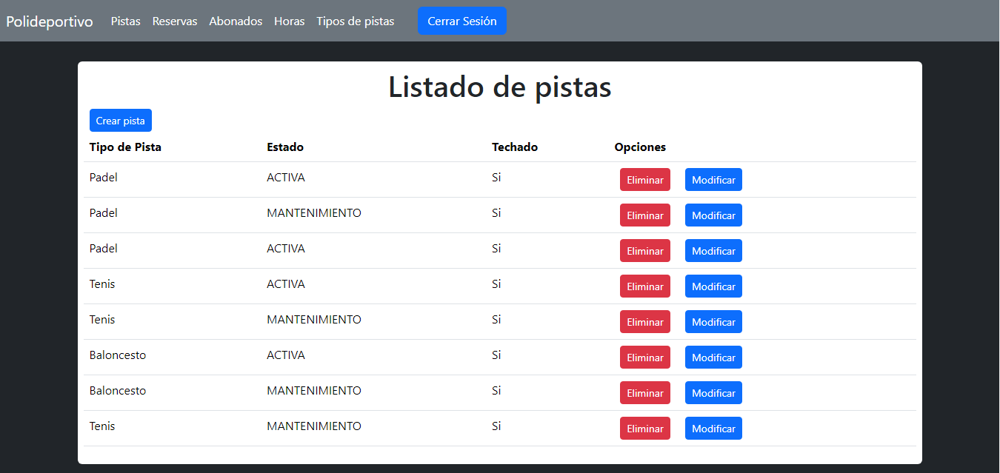 Polideportivo Pistas Reservas Abonados Horas Tipos de pistas Cerrar Sesión
Listado de pistas
Crear pista
Tipo de Pista Estado Techado Opciones
Padel ACTIVA Si Eliminar Modificar
Padel MANTENIMIENTO Si Eliminar Modificar
Padel ACTIVA Si Eliminar Modificar
Tenis ACTIVA Si Eliminar Modificar
Tenis MANTENIMIENTO Si Eliminar Modificar
Baloncesto ACTIVA Si Eliminar Modificar
Baloncesto MANTENIMIENTO Si Eliminar Modificar
Tenis MANTENIMIENTO Si Eliminar Modificar